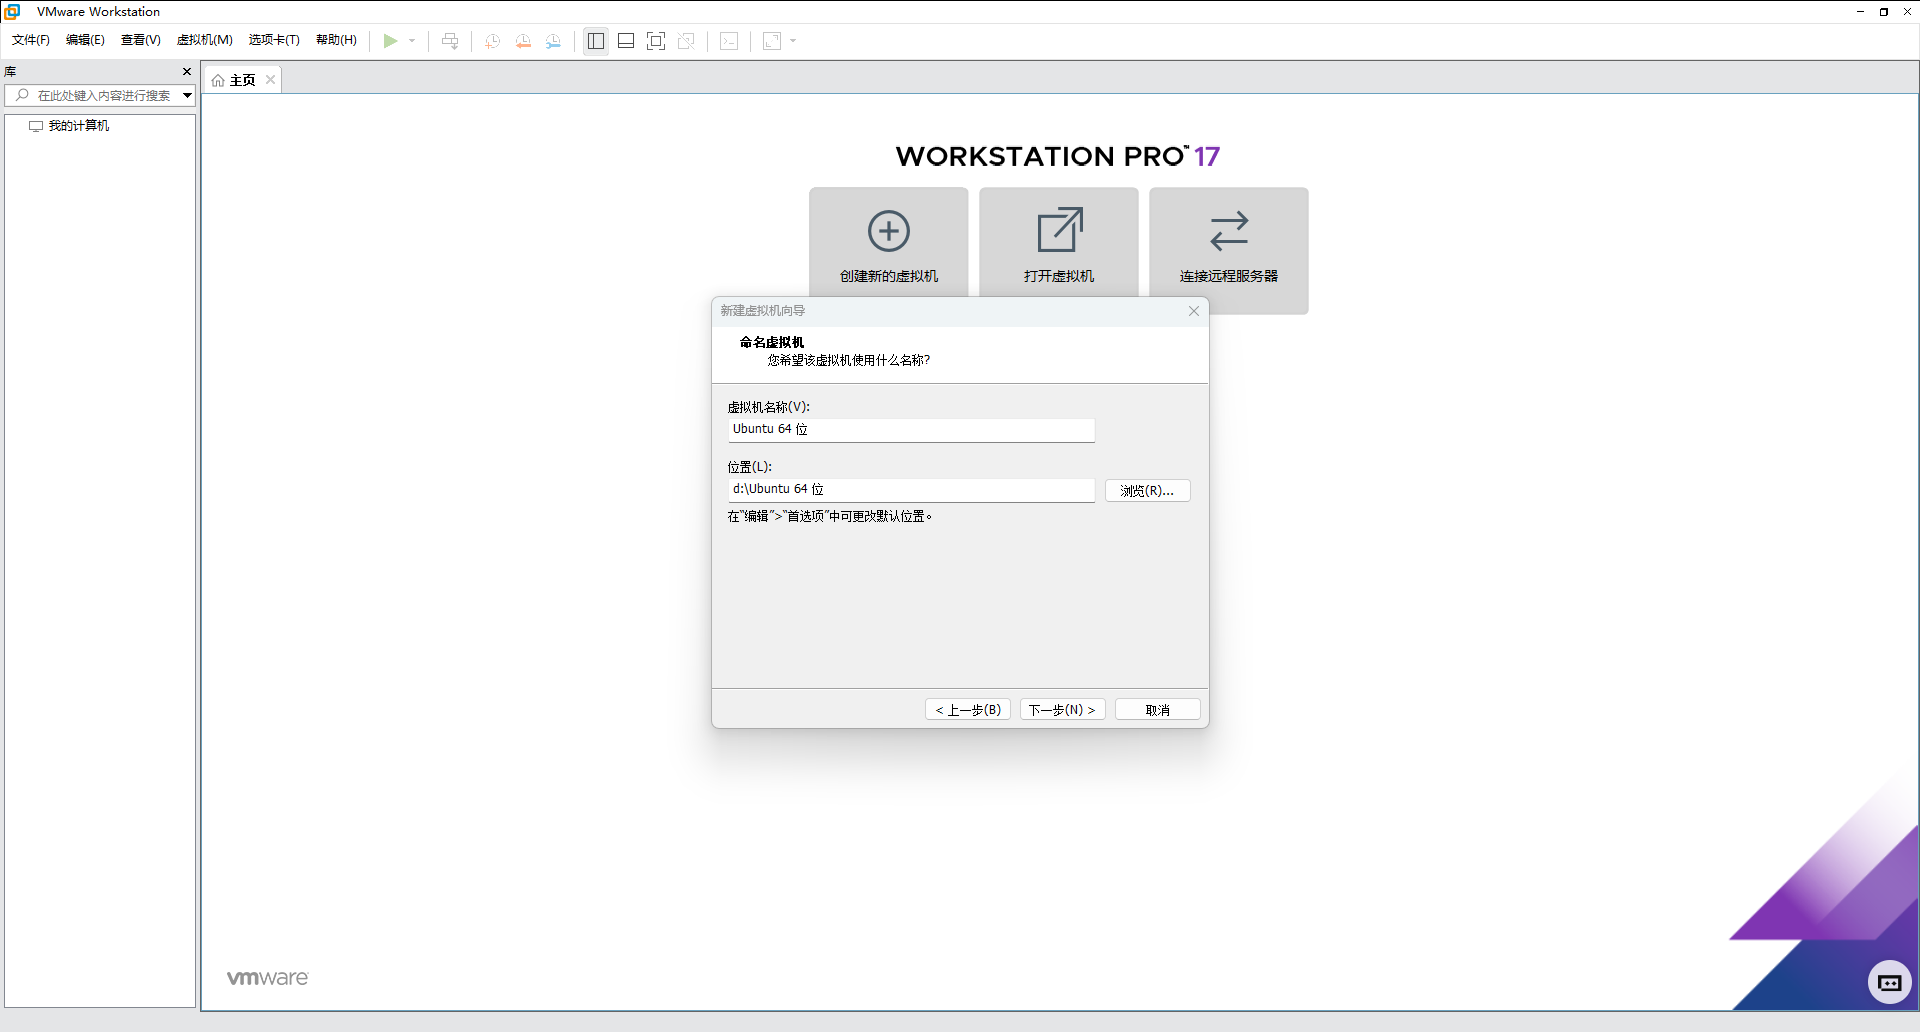 VMware Workstation
文件(F) 编辑(E) 查看(V) 虚拟机(M) 选项卡(T) 帮助(H)
库
在此处键入内容进行搜索
我的计算机
主页
WORKSTATION PRO™ 17
创建新的虚拟机
打开虚拟机
连接远程服务器
新建虚拟机向导
命名虚拟机
您希望该虚拟机使用什么名称?
虚拟机名称(V):
Ubuntu 64 位
位置(L):
d:\Ubuntu 64 位
浏览(R)...
在"编辑">"首选项"中可更改默认位置。
< 上一步(B)
下一步(N) >
取消
vmware